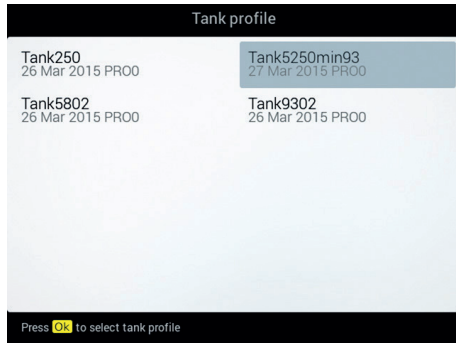 Tank profile
Tank250
26 Mar 2015 PRO0
Tank5250min93
27 Mar 2015 PRO0
Tank5802
26 Mar 2015 PRO0
Tank9302
26 Mar 2015 PRO0
Press Ok to select tank profile